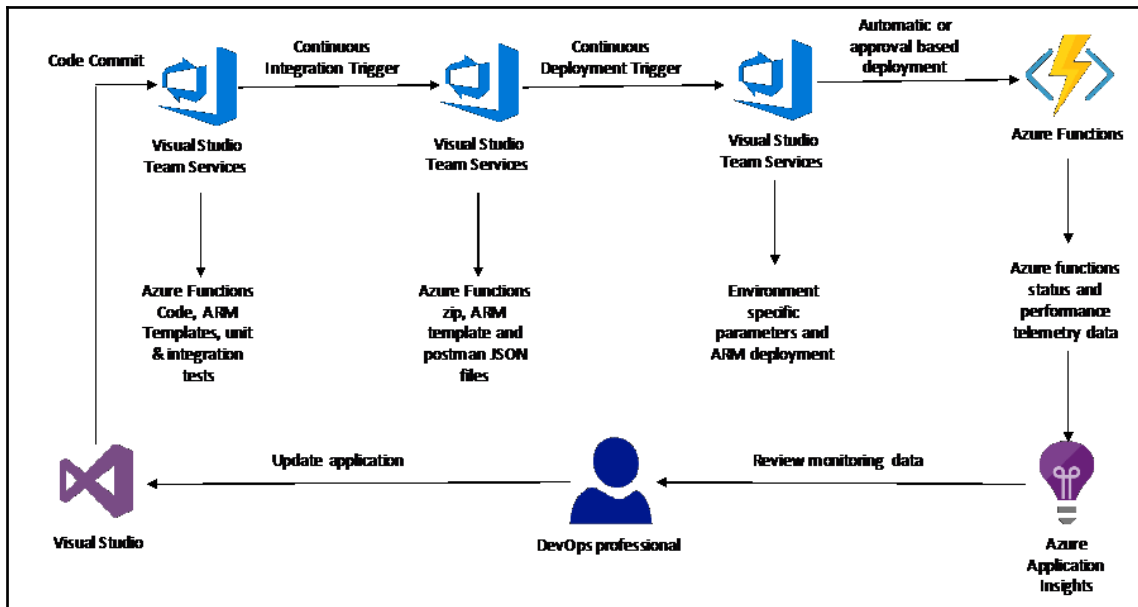 Code Commit
Continuous
Integration Trigger
Continuous
Deployment Trigger
Automatic or
approval based
deployment
Visual Studio
Team Services
Visual Studio
Team Services
Visual Studio
Team Services
Azure Functions
Azure Functions
Code, ARM
Templates, unit
& integration
tests
Azure Functions
zip, ARM
template and
postman JSON
files
Environment
specific
parameters and
ARM deployment
Azure functions
status and
performance
telemetry data
Update application
Review monitoring data
Visual Studio
DevOps professional
Azure
Application
Insights